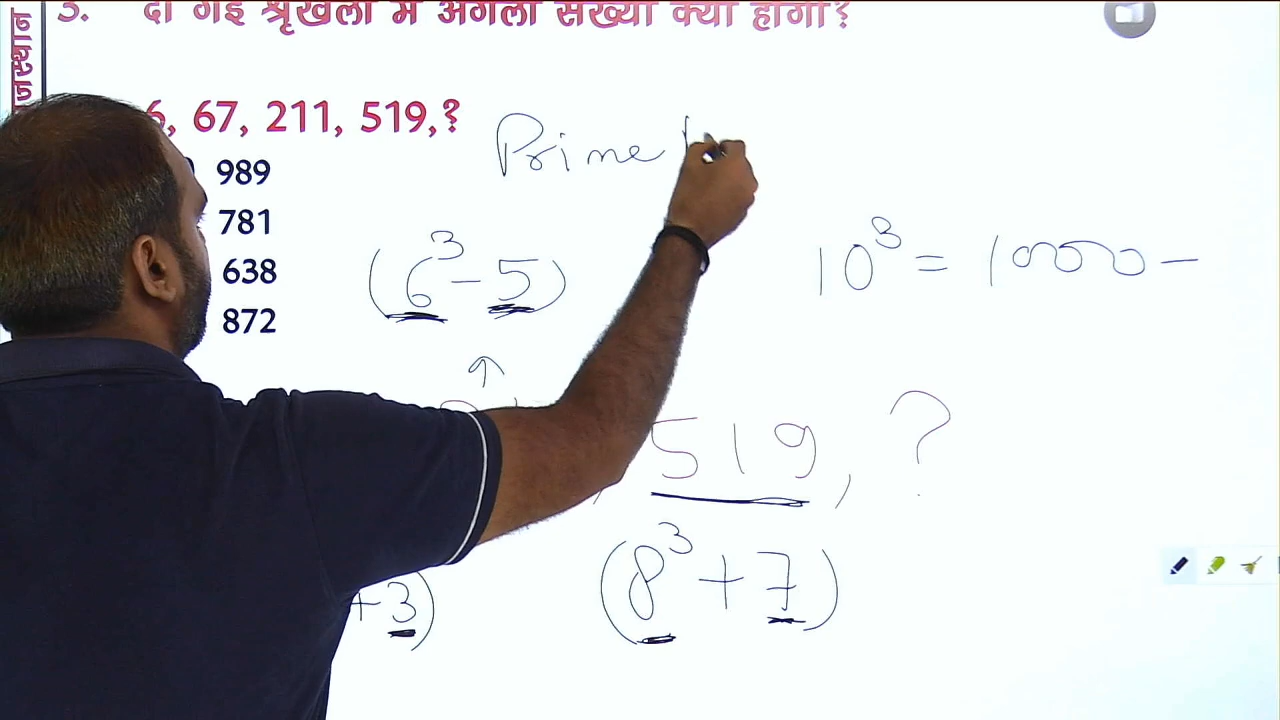 3. दी गई श्रृंखला में अगली संख्या क्या होगी?
6, 67, 211, 519,?
989
781
638
872
Prime
(6³-5)
10³ = 1000-
519, ?
+3)
(8³+7)